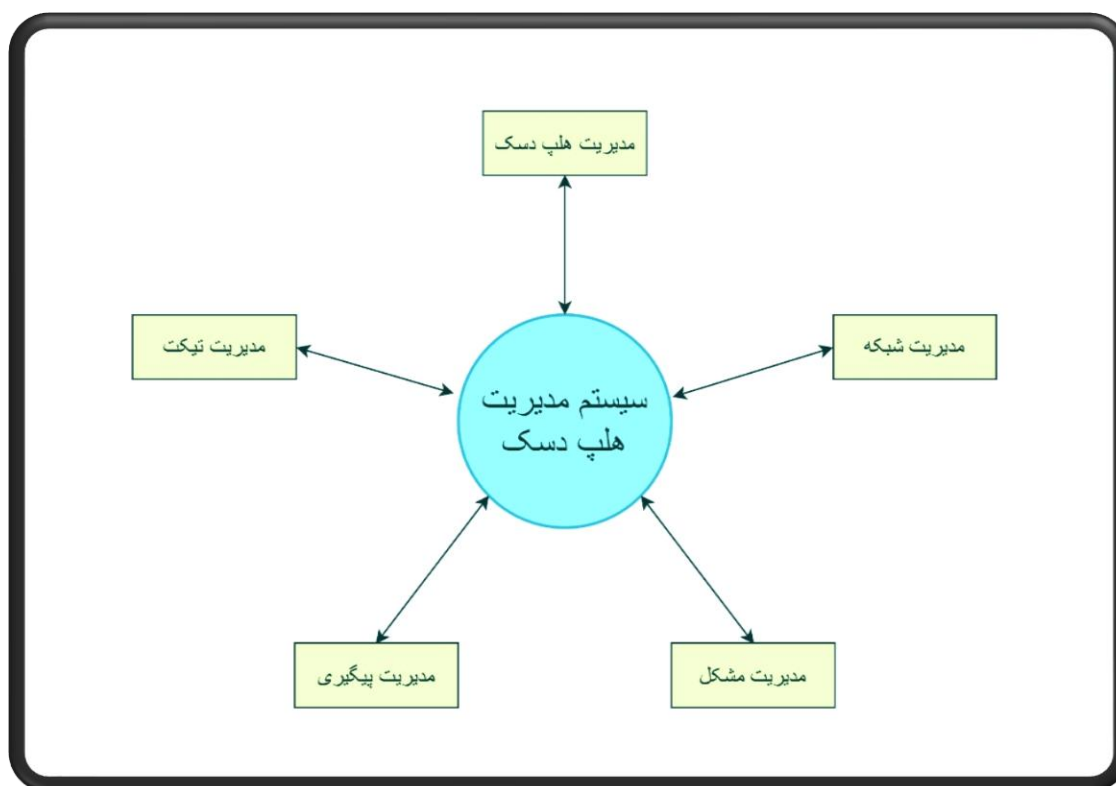 مدیریت هلپ دسک
مدیریت شبکه
مدیریت تیکت
سیستم مدیریت
هلپ دسک
مدیریت مشکل
مدیریت پیگیری